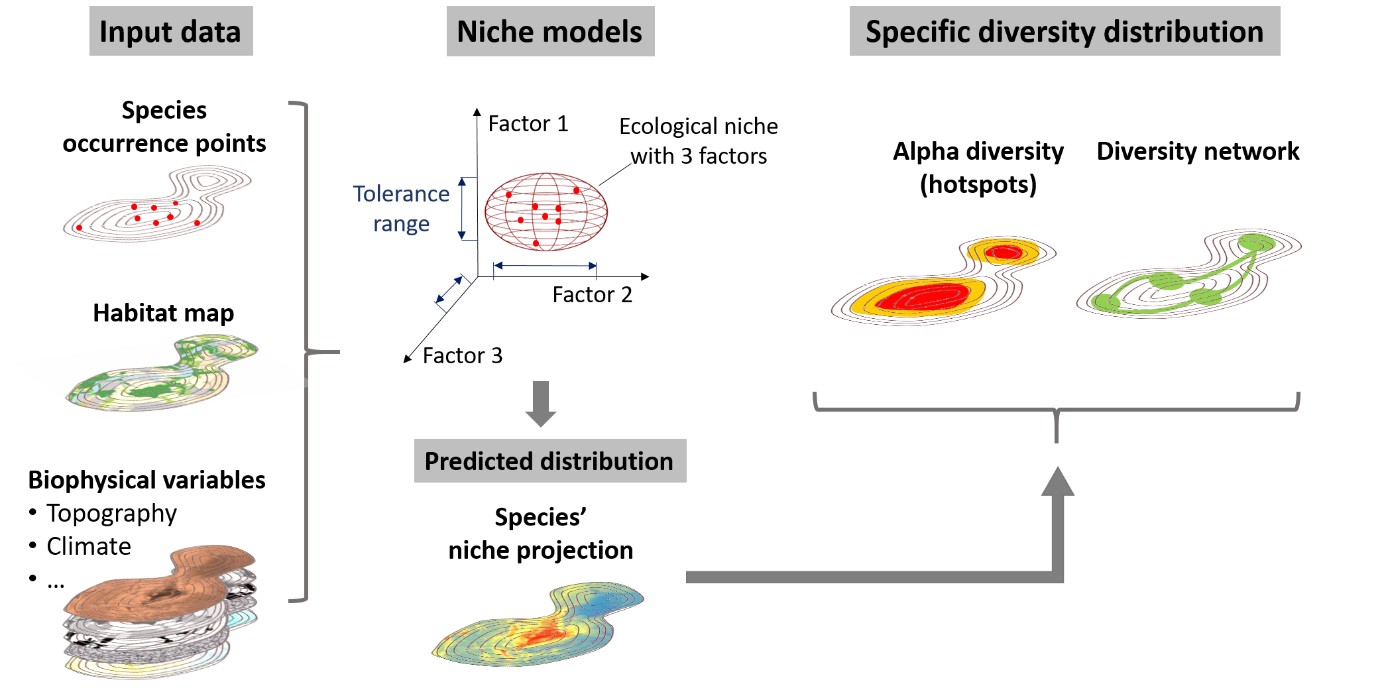 Input data
Species
occurrence points
Habitat map
Biophysical variables
• Topography
• Climate
• ...
Niche models
Factor 1
Ecological niche
with 3 factors
Tolerance
range
Factor 2
Factor 3
Predicted distribution
Species’
niche projection
Specific diversity distribution
Alpha diversity
(hotspots)
Diversity network